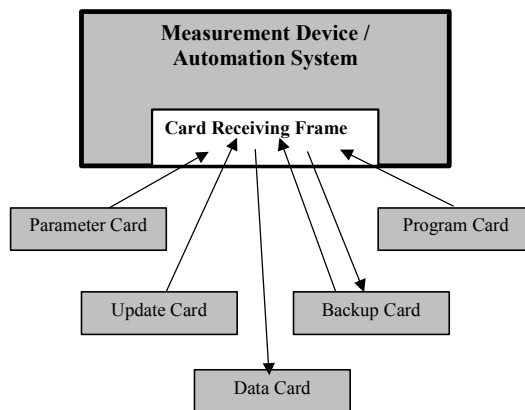 Measurement Device /
Automation System
Card Receiving Frame
Parameter Card
Program Card
Update Card
Backup Card
Data Card